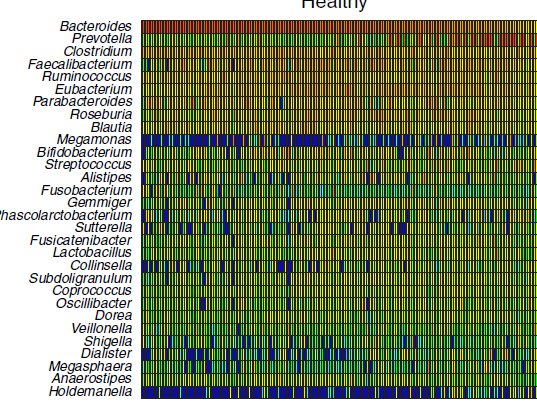 Healthy
Bacteroides
Prevotella
Clostridium
Faecalibacterium
Ruminococcus
Eubacterium
Parabacteroides
Roseburia
Blautia
Megamonas
Bifidobacterium
Streptococcus
Alistipes
Fusobacterium
Gemmiger
Phascolarctobacterium
Sutterella
Fusicatenibacter
Lactobacillus
Collinsella
Subdoligranulum
Coprococcus
Oscillibacter
Dorea
Veillonella
Shigella
Dialister
Megasphaera
Anaerostipes
Holdemanella